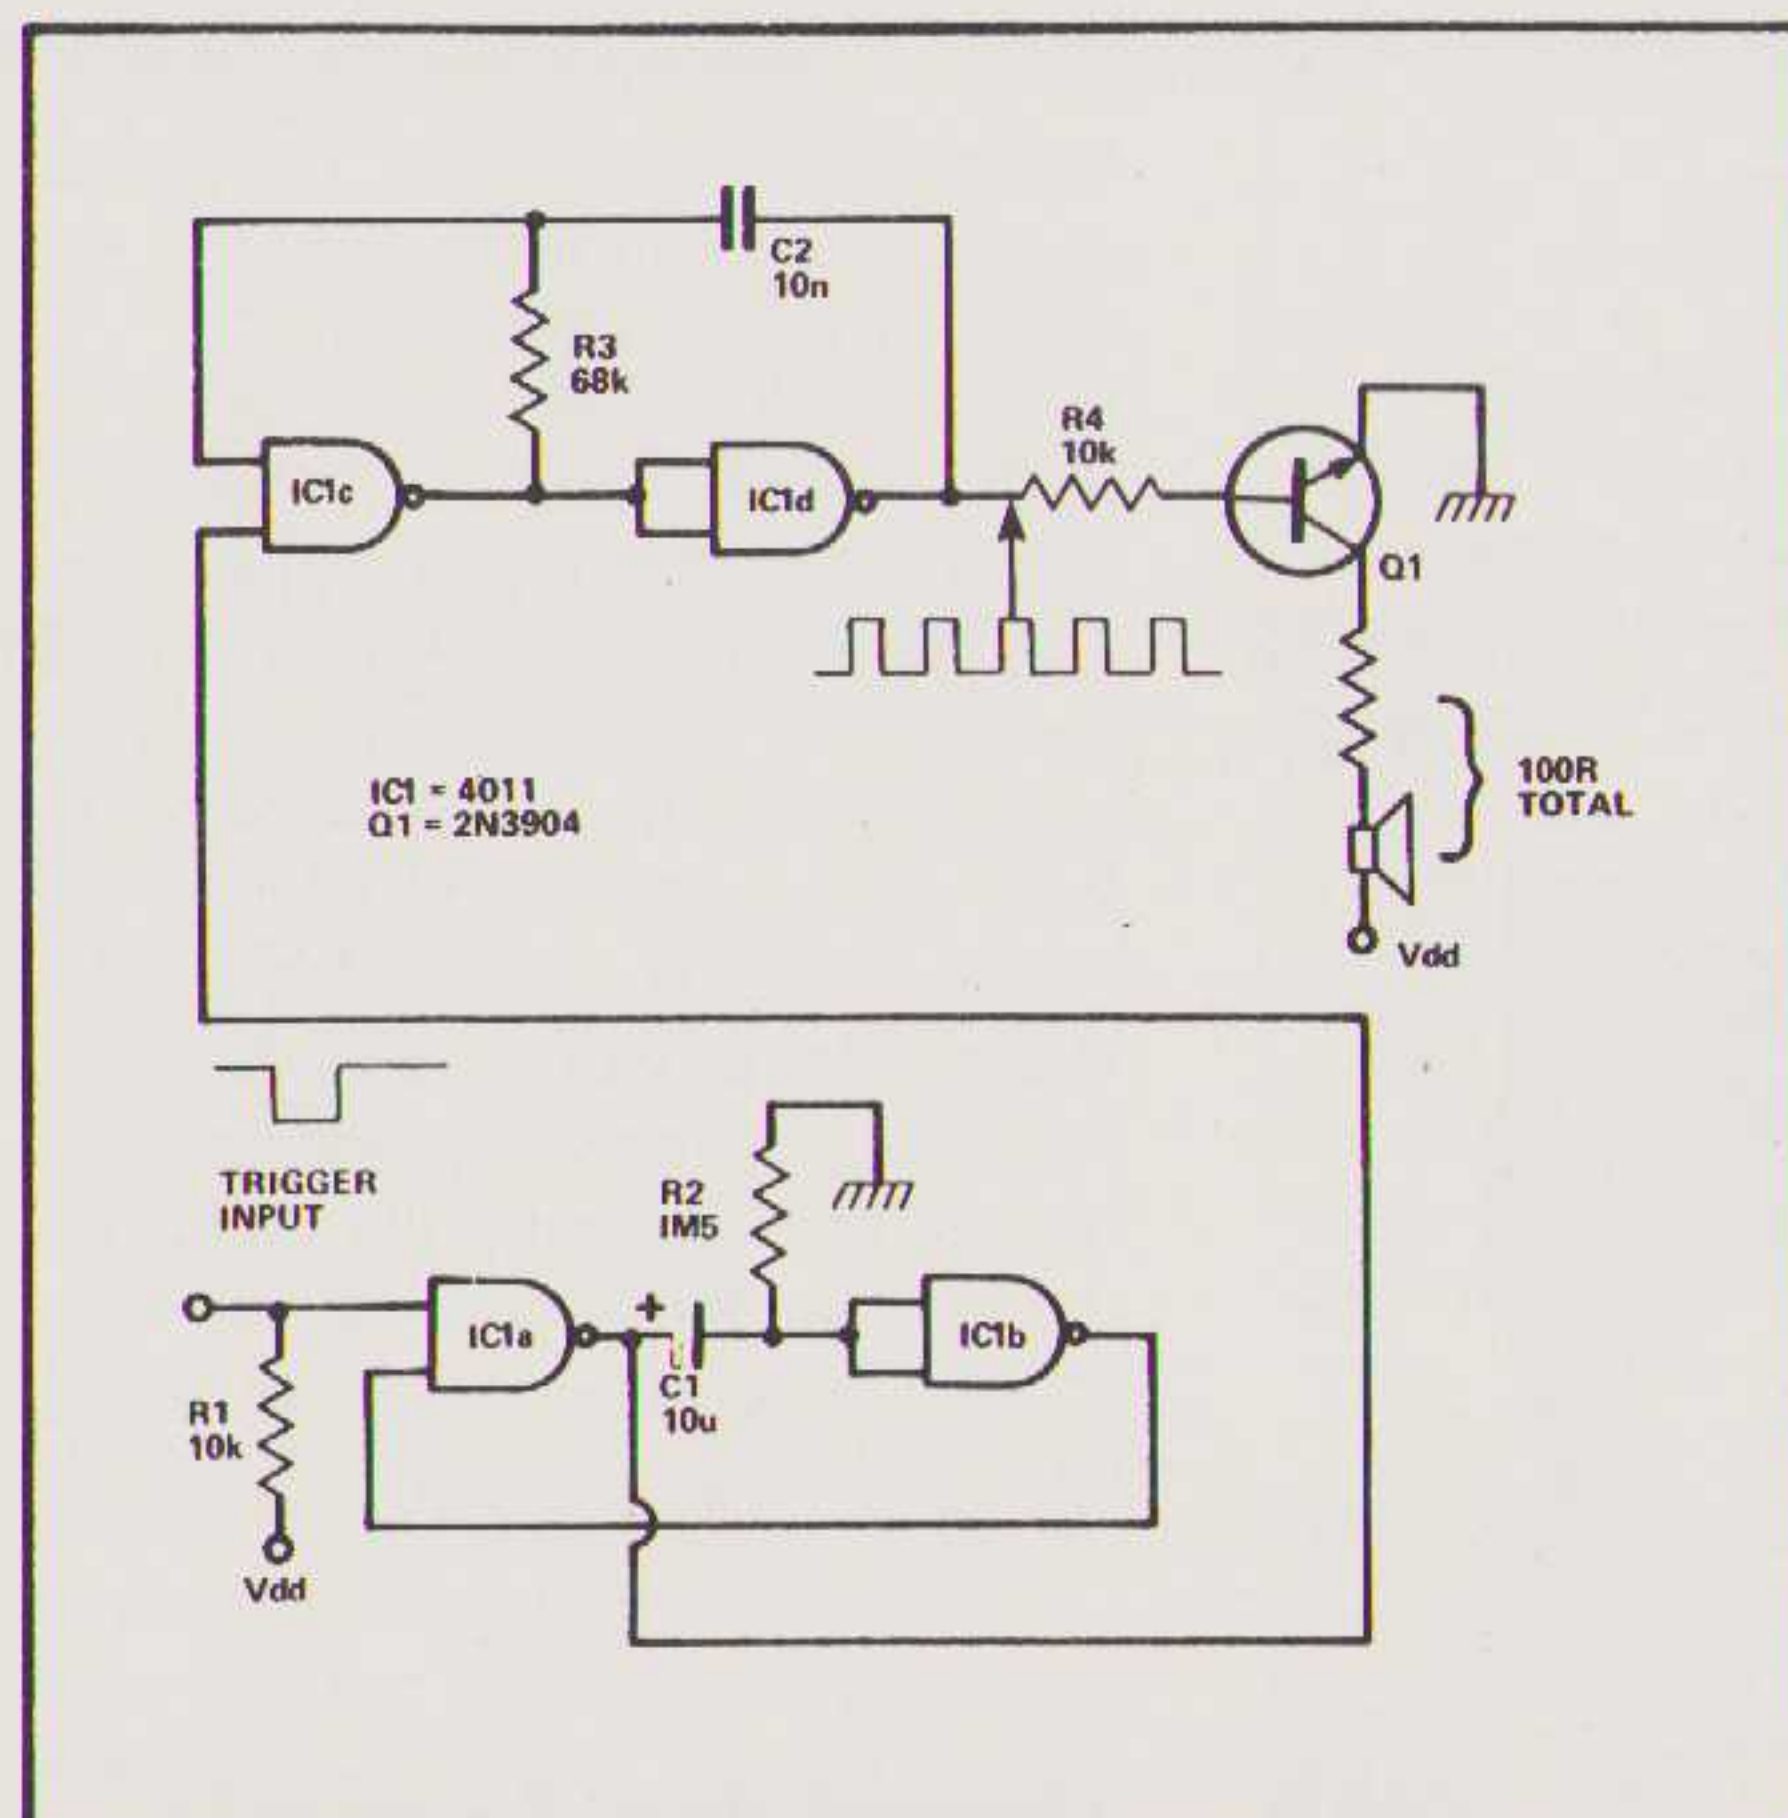 C2
10n
R3
68k
R4
10k
IC1c
IC1d
Q1
IC1 = 4011
Q1 = 2N3904
100R
TOTAL
Vdd
TRIGGER
INPUT
R2
IM5
IC1a
+
IC1b
C1
10u
R1
10k
Vdd